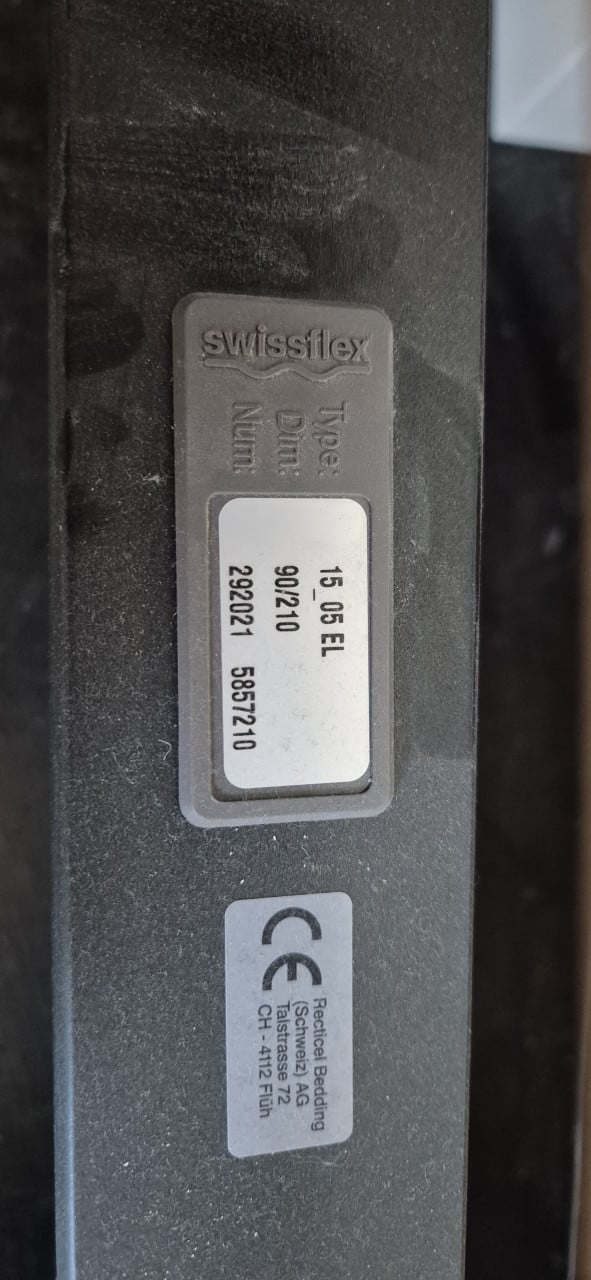 swissflex
Type: 15_05 EL
Dim: 90/210
Num: 292021 5857210
CE
Recticel Bedding
(Schweiz) AG
Talstrasse 72
CH - 4112 Flüh